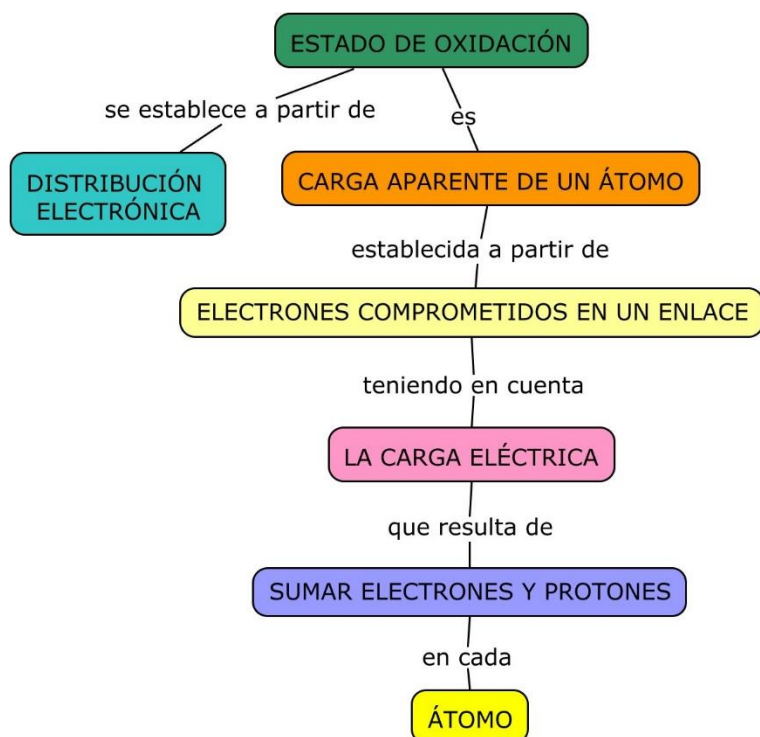 ESTADO DE OXIDACIÓN
se establece a partir de
es
DISTRIBUCIÓN
ELECTRÓNICA
CARGA APARENTE DE UN ÁTOMO
establecida a partir de
ELECTRONES COMPROMETIDOS EN UN ENLACE
teniendo en cuenta
LA CARGA ELÉCTRICA
que resulta de
SUMAR ELECTRONES Y PROTONES
en cada
ÁTOMO